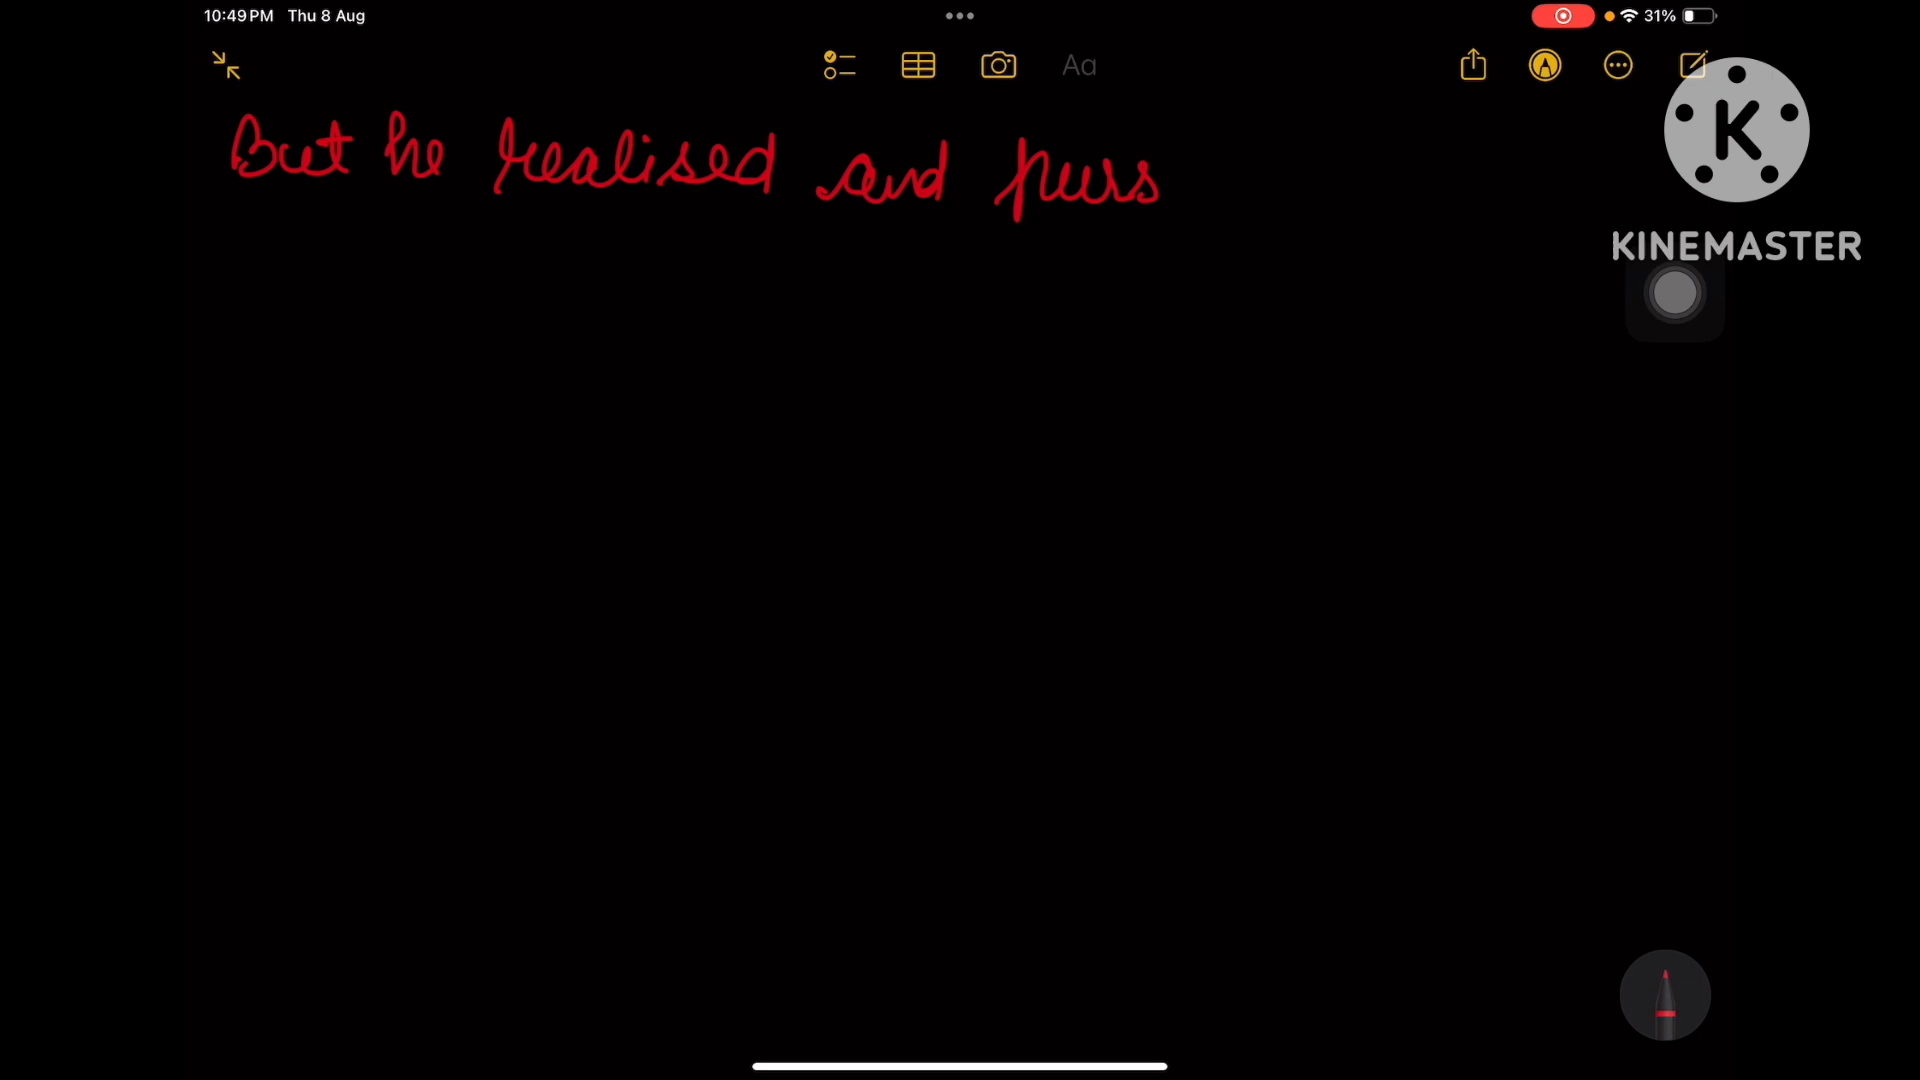 10:49 PM Thu 8 Aug
31%
Aa
K
KINEMASTER
But he realised and purs